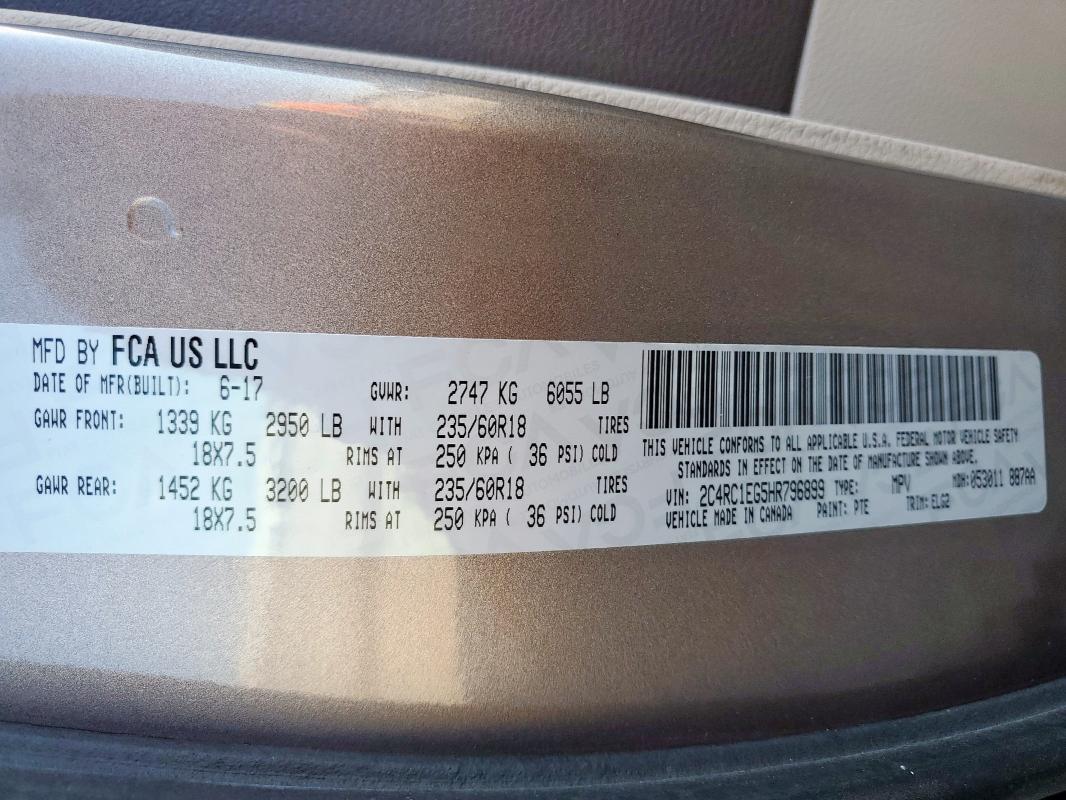 MFD BY FCA US LLC
DATE OF MFR(BUILT): 6-17 GVWR: 2747 KG 6055 LB
GAWR FRONT: 1339 KG 2950 LB WITH 235/60R18 TIRES
18X7.5 RIMS AT 250 KPA ( 36 PSI) COLD
GAWR REAR: 1452 KG 3200 LB WITH 235/60R18 TIRES
18X7.5 RIMS AT 250 KPA ( 36 PSI) COLD
THIS VEHICLE CONFORMS TO ALL APPLICABLE U.S.A. FEDERAL MOTOR VEHICLE SAFETY
STANDARDS IN EFFECT ON THE DATE OF MANUFACTURE SHOWN ABOVE.
VIN: 2C4RC1EG5HR796899 TYPE: MPV MDH: 053011 887AA
VEHICLE MADE IN CANADA PAINT: PTE TRIM: ELG2